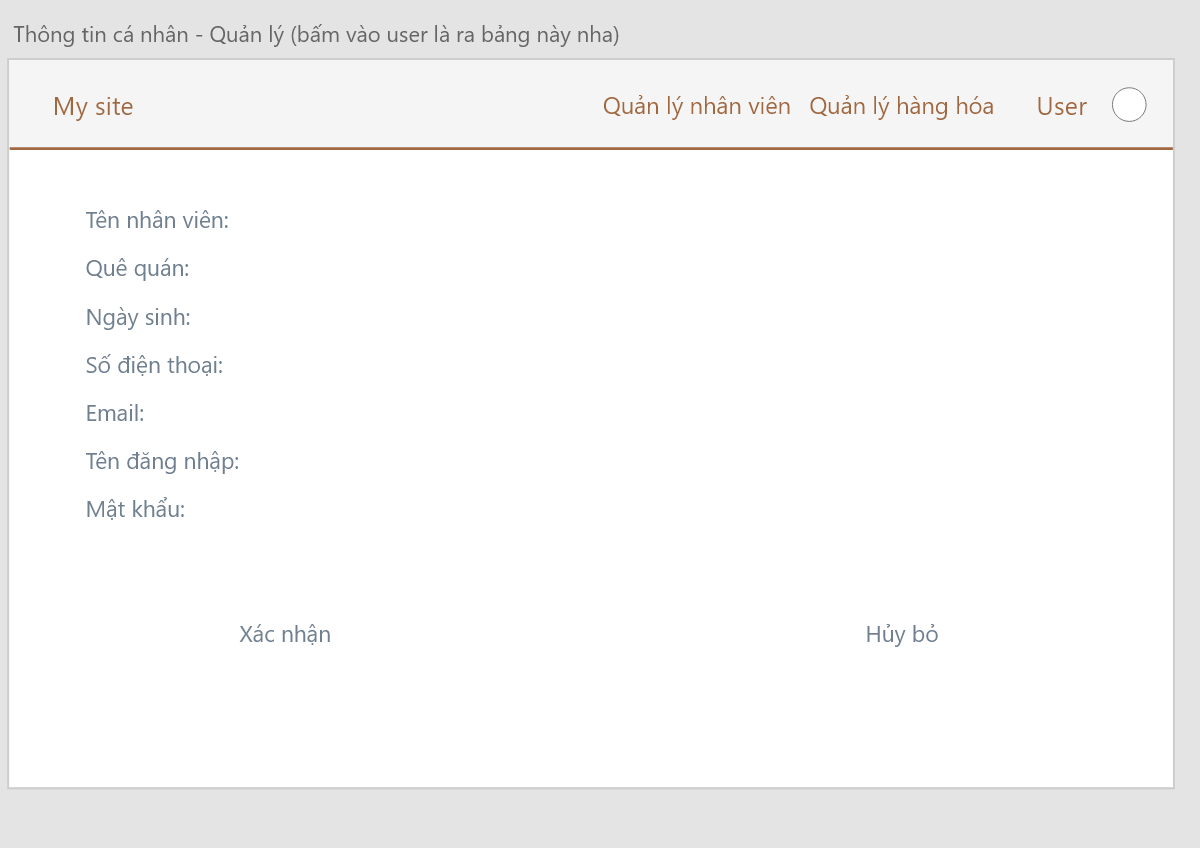 Thông tin cá nhân - Quản lý (bấm vào user là ra bảng này nha)
My site Quản lý nhân viên Quản lý hàng hóa User
Tên nhân viên:
Quê quán:
Ngày sinh:
Số điện thoại:
Email:
Tên đăng nhập:
Mật khẩu:
Xác nhận Hủy bỏ